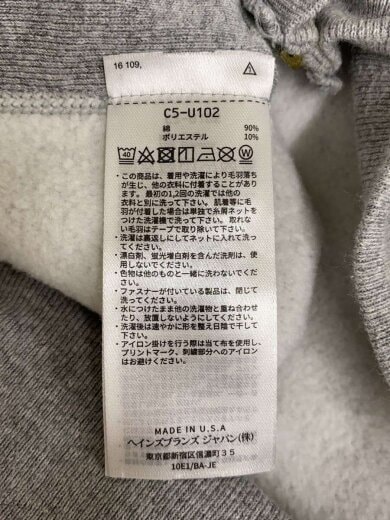 16 109,
C5-U102
綿 90%
ポリエステル 10%
40
・この商品は、着用や洗濯により毛羽落ち
が生じ、他の衣料に付着することがあり
ます。最初の1,2回の洗濯では他の
衣料と別に洗って下さい。肌着等に毛
羽が付着した場合は単独で糸屑ネットを
つけた洗濯機で洗って下さい。取れな
い毛羽はテープで取り除いて下さい。
・洗濯は裏返しにしてネットに入れて洗っ
てください。
・漂白剤、蛍光増白剤を含んだ洗剤は、使
用しないでください。
・色物は他のものと一緒に洗わないでくだ
さい。
・ファスナーが付いている製品は、閉じて
洗ってください。
・水につけたまま他の洗濯物と重ね合わせ
たり、放置しないようにしてください。
・洗濯後は速やかに形を整え日陰で干して
下さい。
・アイロン掛けを行う際は当て布を使用し、
プリントマーク、刺繍部分へのアイロン
はお避けください。
MADE IN U.S.A
ヘインズブランズ ジャパン(株)
東京都新宿区信濃町35
10E1/BA-JE